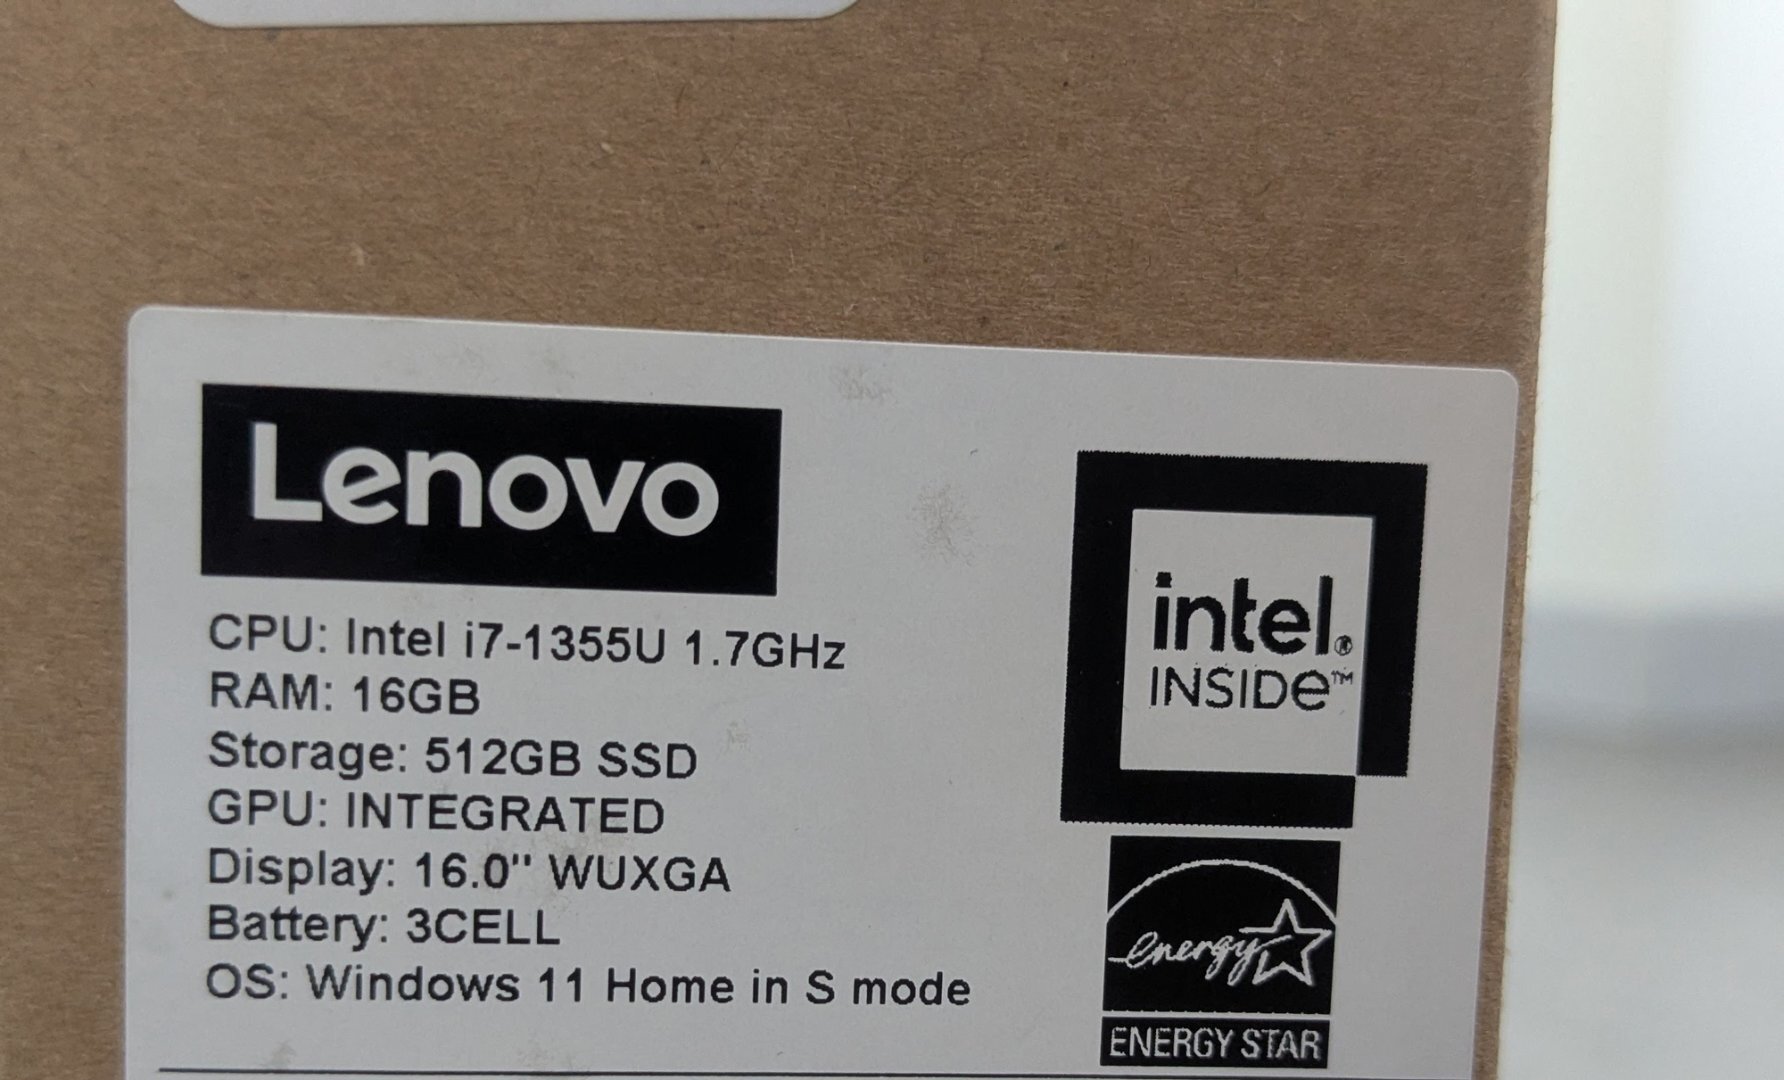 Lenovo
CPU: Intel i7-1355U 1.7GHz
RAM: 16GB
Storage: 512GB SSD
GPU: INTEGRATED
Display: 16.0" WUXGA
Battery: 3CELL
OS: Windows 11 Home in S mode
intel®
INSIDE™
energy
ENERGY STAR